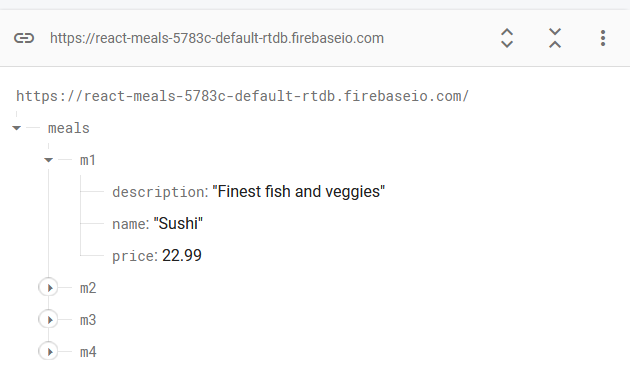 https://react-meals-5783c-default-rtdb.firebaseio.com
https://react-meals-5783c-default-rtdb.firebaseio.com/
meals
m1
description: "Finest fish and veggies"
name: "Sushi"
price: 22.99
m2
m3
m4